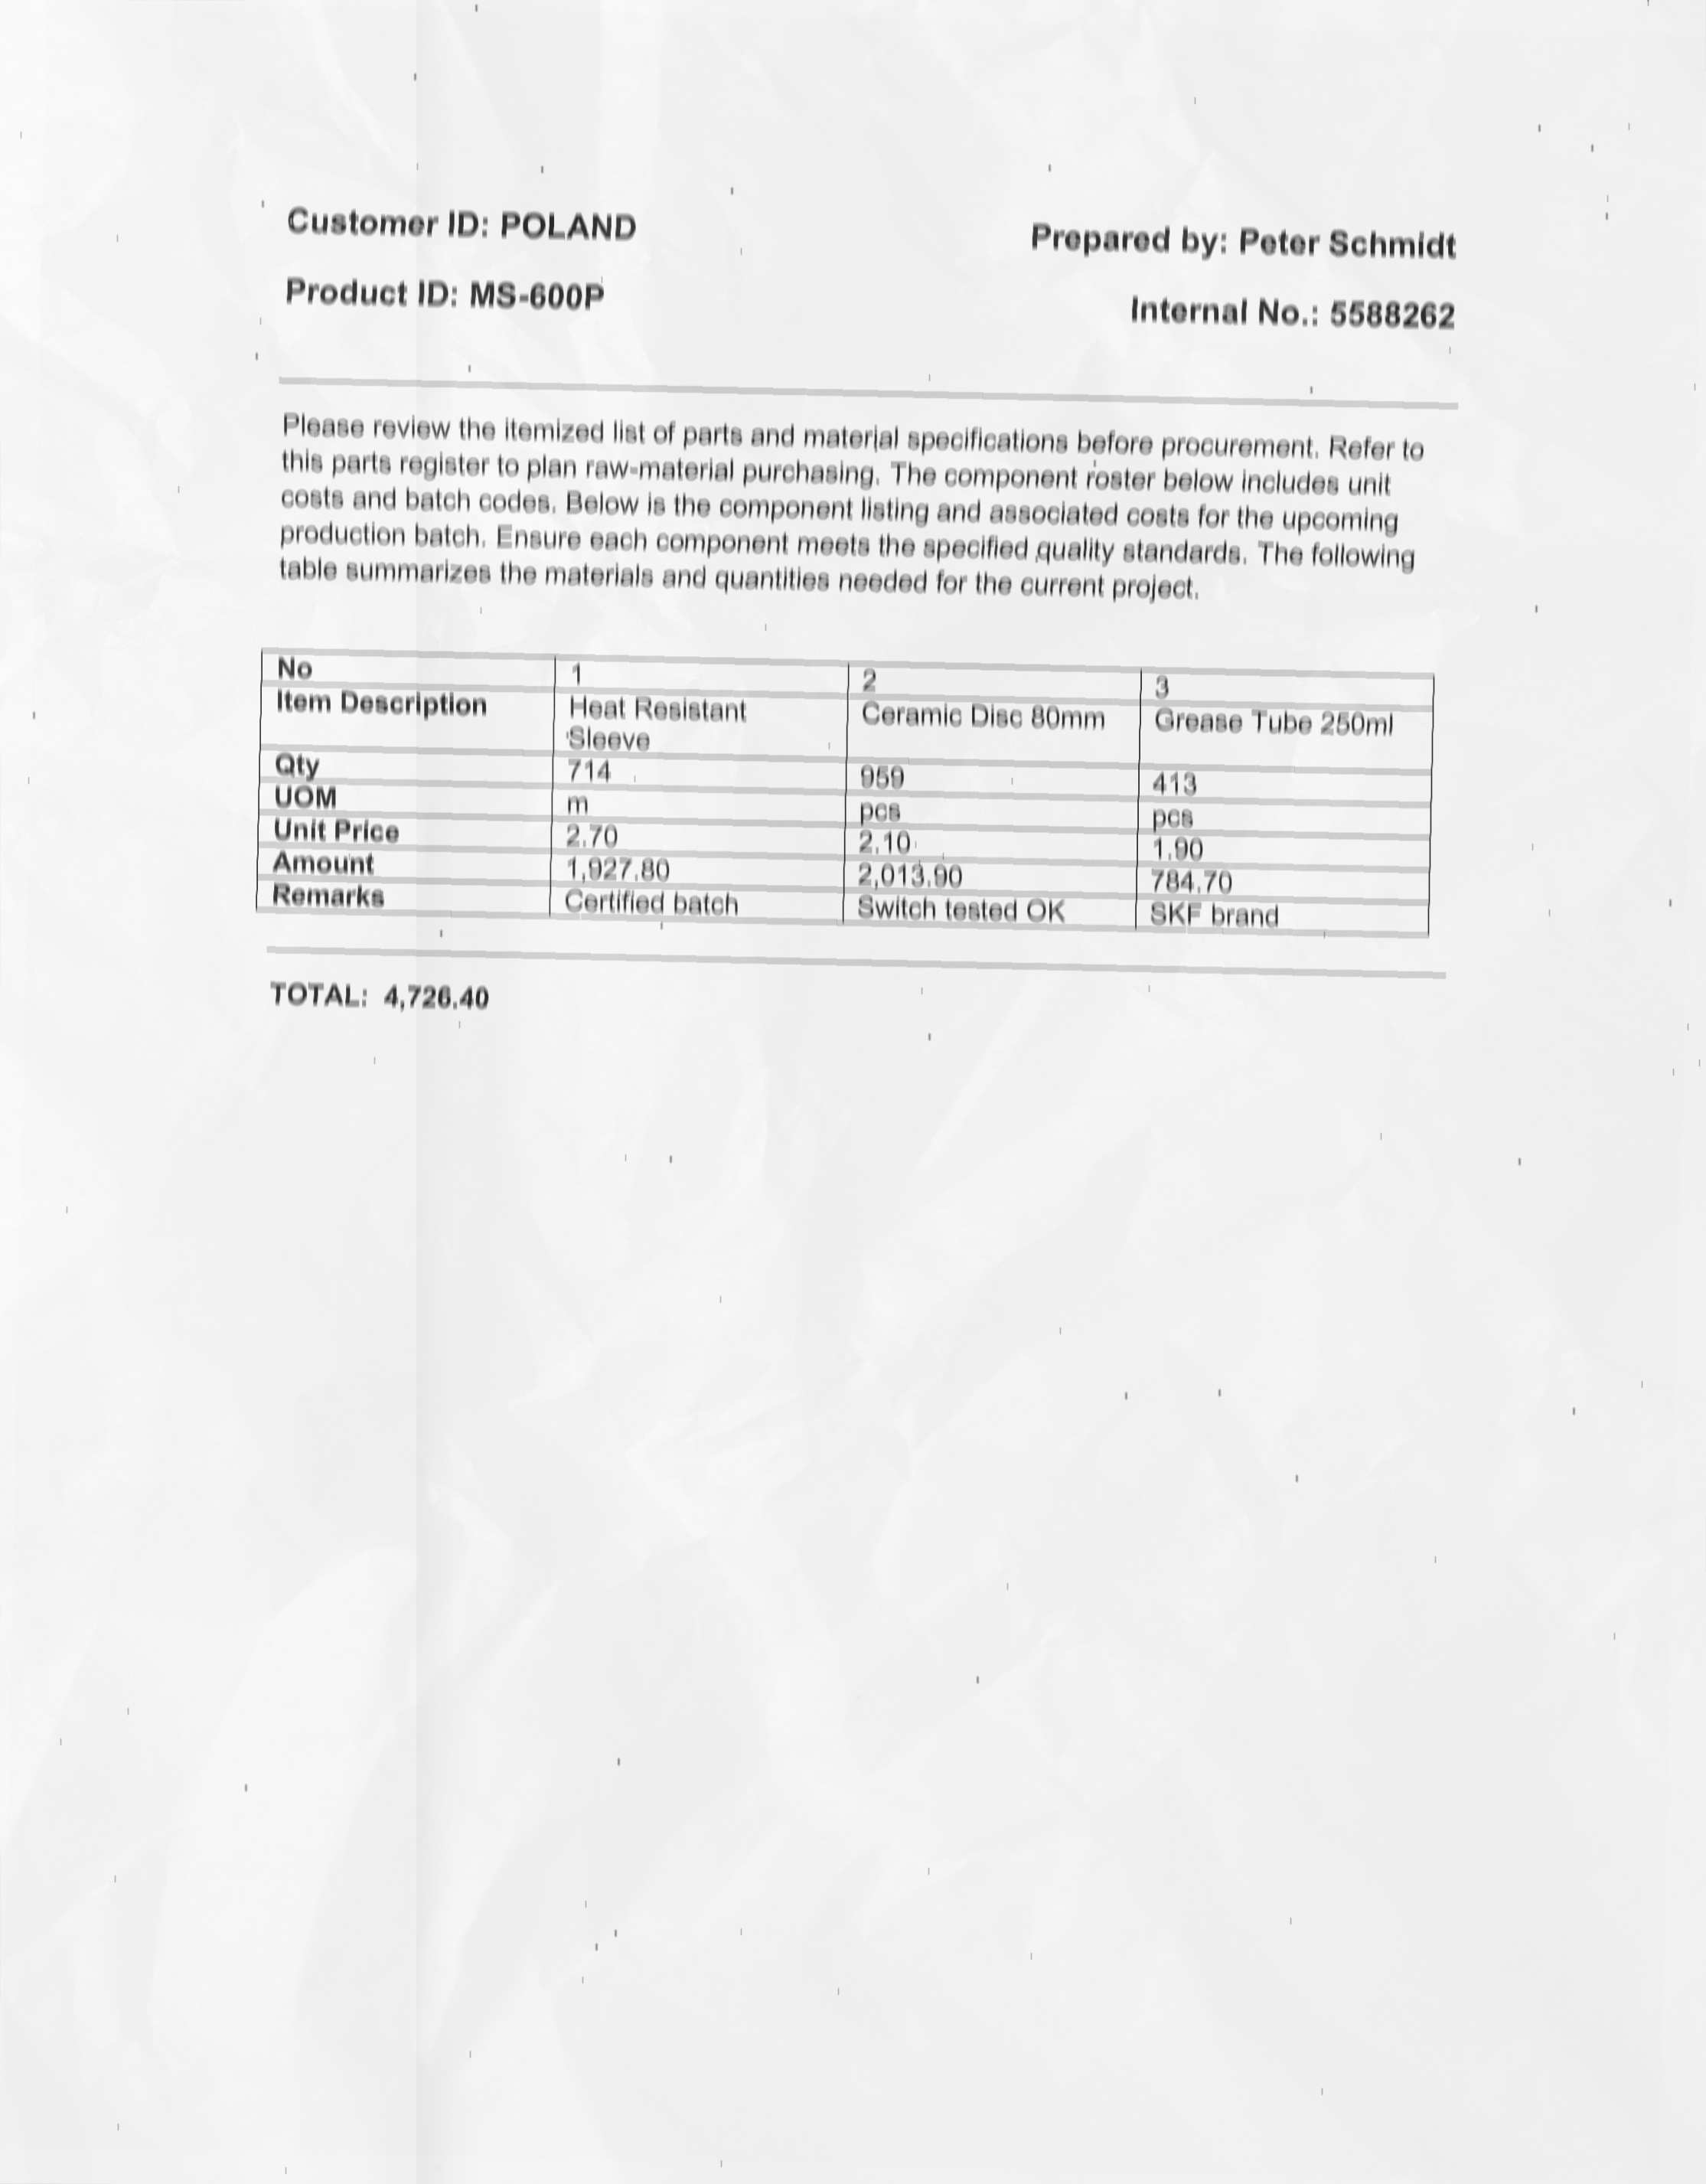 Customer ID: POLAND
Prepared by: Peter Schmidt
Product ID: MS-600P
Internal No.: 5588262
Please review the itemized list of parts and material specifications before procurement. Refer to
this parts register to plan raw-material purchasing. The component roster below includes unit
costs and batch codes. Below is the component listing and associated costs for the upcoming
production batch. Ensure each component meets the specified quality standards. The following
table summarizes the materials and quantities needed for the current project.
No 1 2 3
Item Description Heat Resistant Sleeve Ceramic Disc 80mm Grease Tube 250ml
Qty 714 959 413
UOM m pcs pcs
Unit Price 2.70 2.10 1.90
Amount 1,927.80 2,013.90 784.70
Remarks Certified batch Switch tested OK SKF brand
TOTAL: 4,726.40